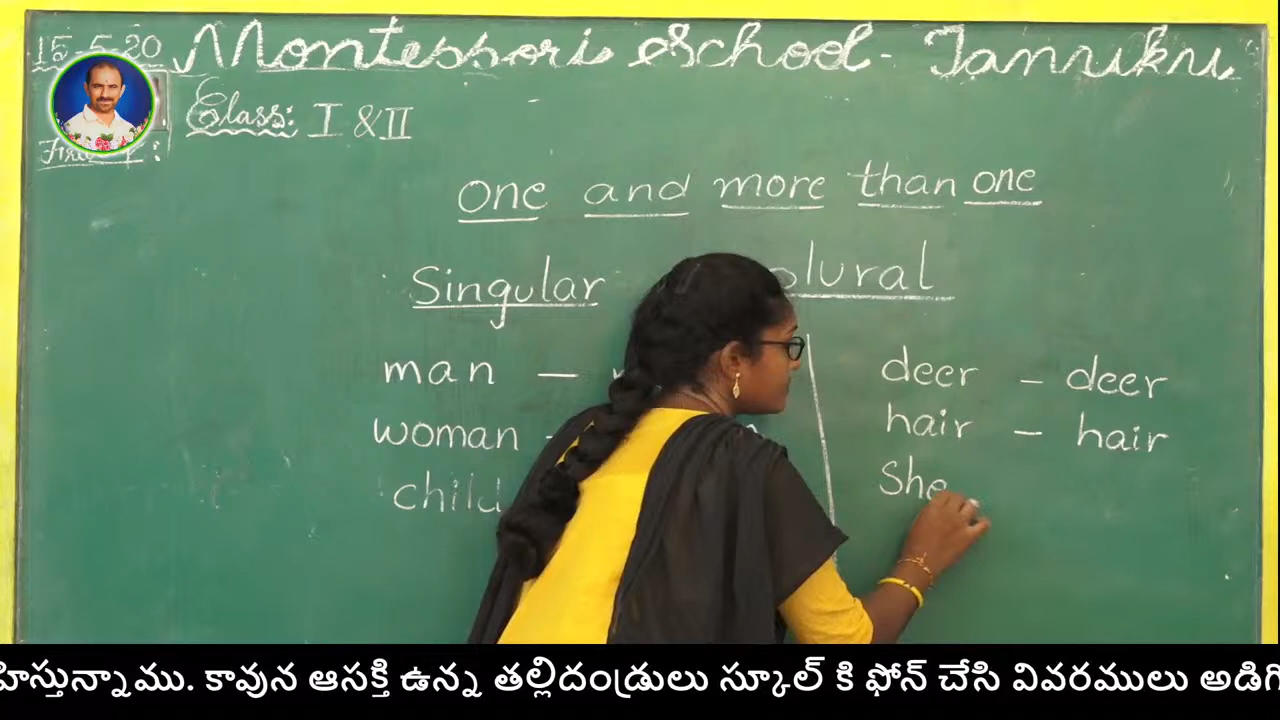 15-5-20 Montessori School - Tanuku
Class: I & II
one and more than one
Singular plural
man –
woman -
child
deer – deer
hair – hair
She
తున్నాము. కావున ఆసక్తి ఉన్న తల్లిదండ్రులు స్కూల్ కి ఫోన్ చేసి వివరములు అడిగి